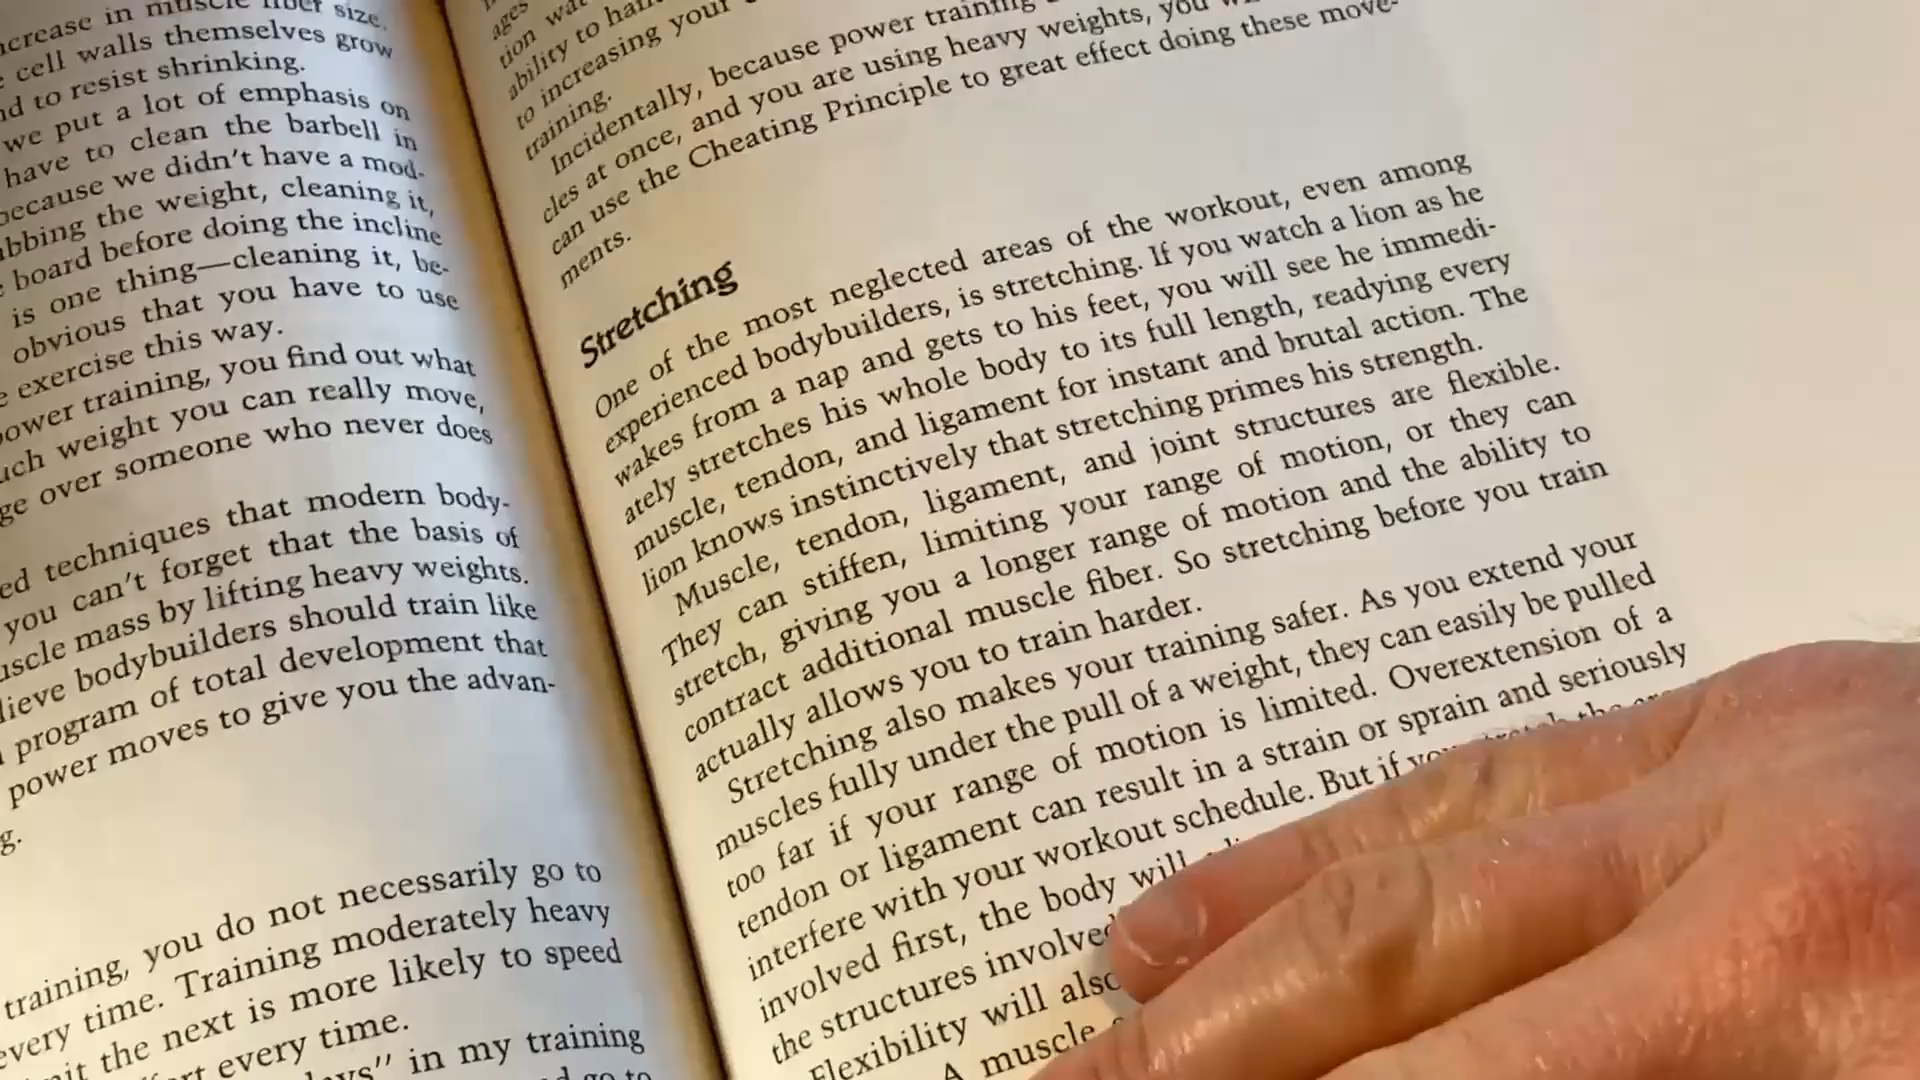 increase in muscle fiber size.
cell walls themselves grow
to resist shrinking.
we put a lot of emphasis on
have to clean the barbell in
because we didn't have a mod-
the weight, cleaning it,
board before doing the incline
is one thing—cleaning it, be-
obvious that you have to use
exercise this way.
power training, you find out what
weight you can really move,
over someone who never does
techniques that modern body-
you can't forget that the basis of
mass by lifting heavy weights.
bodybuilders should train like
program of total development that
power moves to give you the advan-
training, you do not necessarily go to
every time. Training moderately heavy
the next is more likely to speed
every time.
in my training
go to
ages
ability to
to increasing your
training.
Incidentally, because power training
cles at once, and you are using heavy weights, you
can use the Cheating Principle to great effect doing these move-
ments.
Stretching
One of the most neglected areas of the workout, even among
experienced bodybuilders, is stretching. If you watch a lion as he
wakes from a nap and gets to his feet, you will see he immedi-
ately stretches his whole body to its full length, readying every
muscle, tendon, and ligament for instant and brutal action. The
lion knows instinctively that stretching primes his strength.
Muscle, tendon, ligament, and joint structures are flexible.
They can stiffen, limiting your range of motion, or they can
stretch, giving you a longer range of motion and the ability to
contract additional muscle fiber. So stretching before you train
actually allows you to train harder.
Stretching also makes your training safer. As you extend your
muscles fully under the pull of a weight, they can easily be pulled
too far if your range of motion is limited. Overextension of a
tendon or ligament can result in a strain or sprain and seriously
interfere with your workout schedule. But if you stretch the
involved first, the body will
the structures involved
Flexibility will also
A muscle